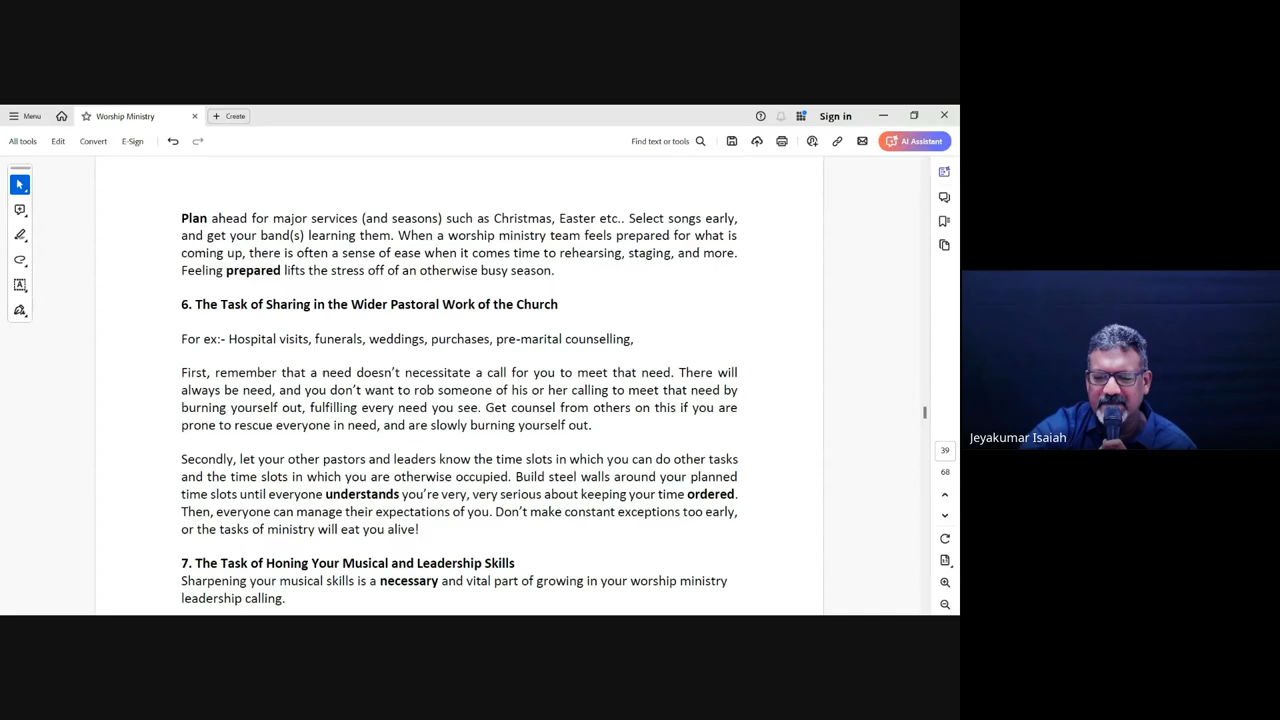 Menu
Worship Ministry
Create
Sign in
All tools
Edit
Convert
E-Sign
Find text or tools
AI Assistant
Plan ahead for major services (and seasons) such as Christmas, Easter etc.. Select songs early,
and get your band(s) learning them. When a worship ministry team feels prepared for what is
coming up, there is often a sense of ease when it comes time to rehearsing, staging, and more.
Feeling prepared lifts the stress off of an otherwise busy season.
6. The Task of Sharing in the Wider Pastoral Work of the Church
For ex:- Hospital visits, funerals, weddings, purchases, pre-marital counselling,
First, remember that a need doesn’t necessitate a call for you to meet that need. There will
always be need, and you don’t want to rob someone of his or her calling to meet that need by
burning yourself out, fulfilling every need you see. Get counsel from others on this if you are
prone to rescue everyone in need, and are slowly burning yourself out.
Secondly, let your other pastors and leaders know the time slots in which you can do other tasks
and the time slots in which you are otherwise occupied. Build steel walls around your planned
time slots until everyone understands you’re very, very serious about keeping your time ordered.
Then, everyone can manage their expectations of you. Don’t make constant exceptions too early,
or the tasks of ministry will eat you alive!
7. The Task of Honing Your Musical and Leadership Skills
Sharpening your musical skills is a necessary and vital part of growing in your worship ministry
leadership calling.
39
68
Jeyakumar Isaiah